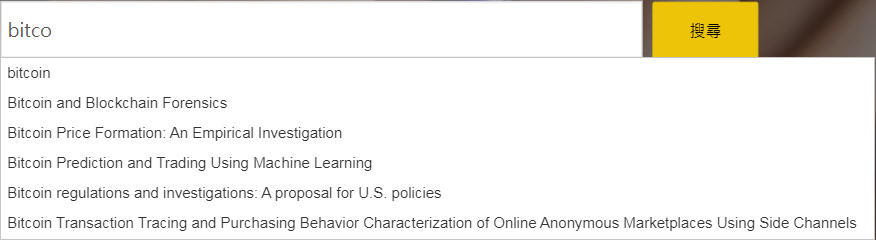 bitco
搜尋
bitcoin
Bitcoin and Blockchain Forensics
Bitcoin Price Formation: An Empirical Investigation
Bitcoin Prediction and Trading Using Machine Learning
Bitcoin regulations and investigations: A proposal for U.S. policies
Bitcoin Transaction Tracing and Purchasing Behavior Characterization of Online Anonymous Marketplaces Using Side Channels